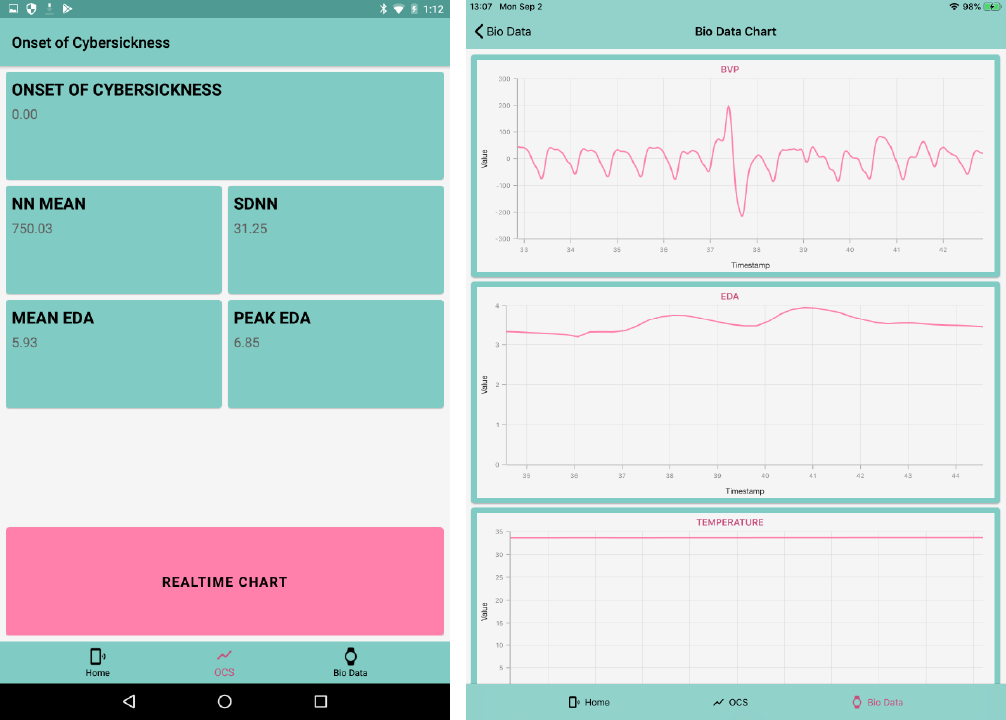 1:12
Onset of Cybersickness
ONSET OF CYBERSICKNESS
0.00
NN MEAN
750.03
SDNN
31.25
MEAN EDA
5.93
PEAK EDA
6.85
REALTIME CHART
Home
OCS
Bio Data
13:07 Mon Sep 2
98%
Bio Data
Bio Data Chart
BVP
300
200
100
0
-100
-200
-300
Value
33 34 35 36 37 38 39 40 41 42
Timestamp
EDA
4
3
2
1
0
Value
35 36 37 38 39 40 41 42 43 44
Timestamp
TEMPERATURE
35
30
25
20
15
10
5
Value
Home
OCS
Bio Data